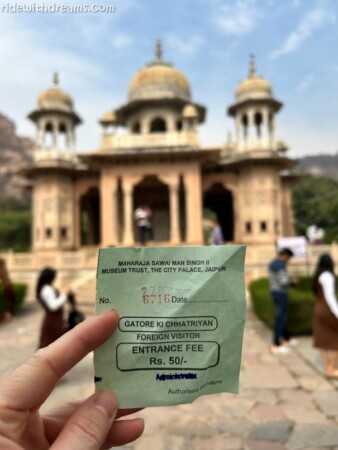 ridewithdreams.com
MAHARAJA SAWAI MAN SINGH II
MUSEUM TRUST, THE CITY PALACE, JAIPUR
No. 6716 Date
GATORE KI CHHATRIYAN
FOREIGN VISITOR
ENTRANCE FEE
Rs. 50/-
Administrator
Authorised Signature